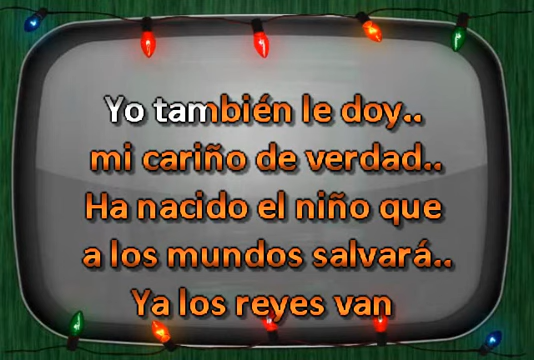 Yo también le doy..
mi cariño de verdad..
Ha nacido el niño que
a los mundos salvará..
Ya los reyes van